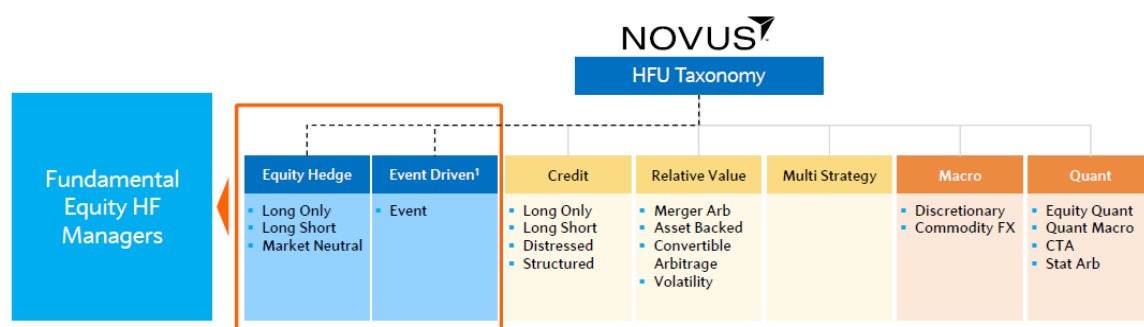 NOVUS™
HFU Taxonomy
Fundamental
Equity HF
Managers
Equity Hedge
▪ Long Only
▪ Long Short
▪ Market Neutral
Event Driven¹
▪ Event
Credit
▪ Long Only
▪ Long Short
▪ Distressed
▪ Structured
Relative Value
▪ Merger Arb
▪ Asset Backed
▪ Convertible
Arbitrage
▪ Volatility
Multi Strategy
Macro
▪ Discretionary
▪ Commodity FX
Quant
▪ Equity Quant
▪ Quant Macro
▪ CTA
▪ Stat Arb